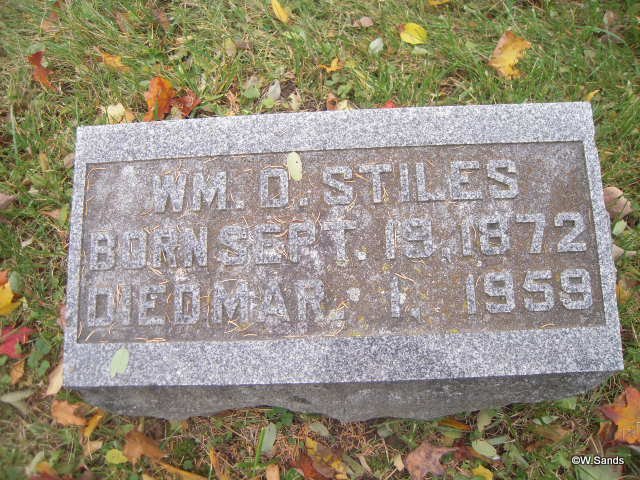 WM. D. STILES
BORN SEPT. 19, 1872
DIED MAR. 1, 1959
©W.Sands